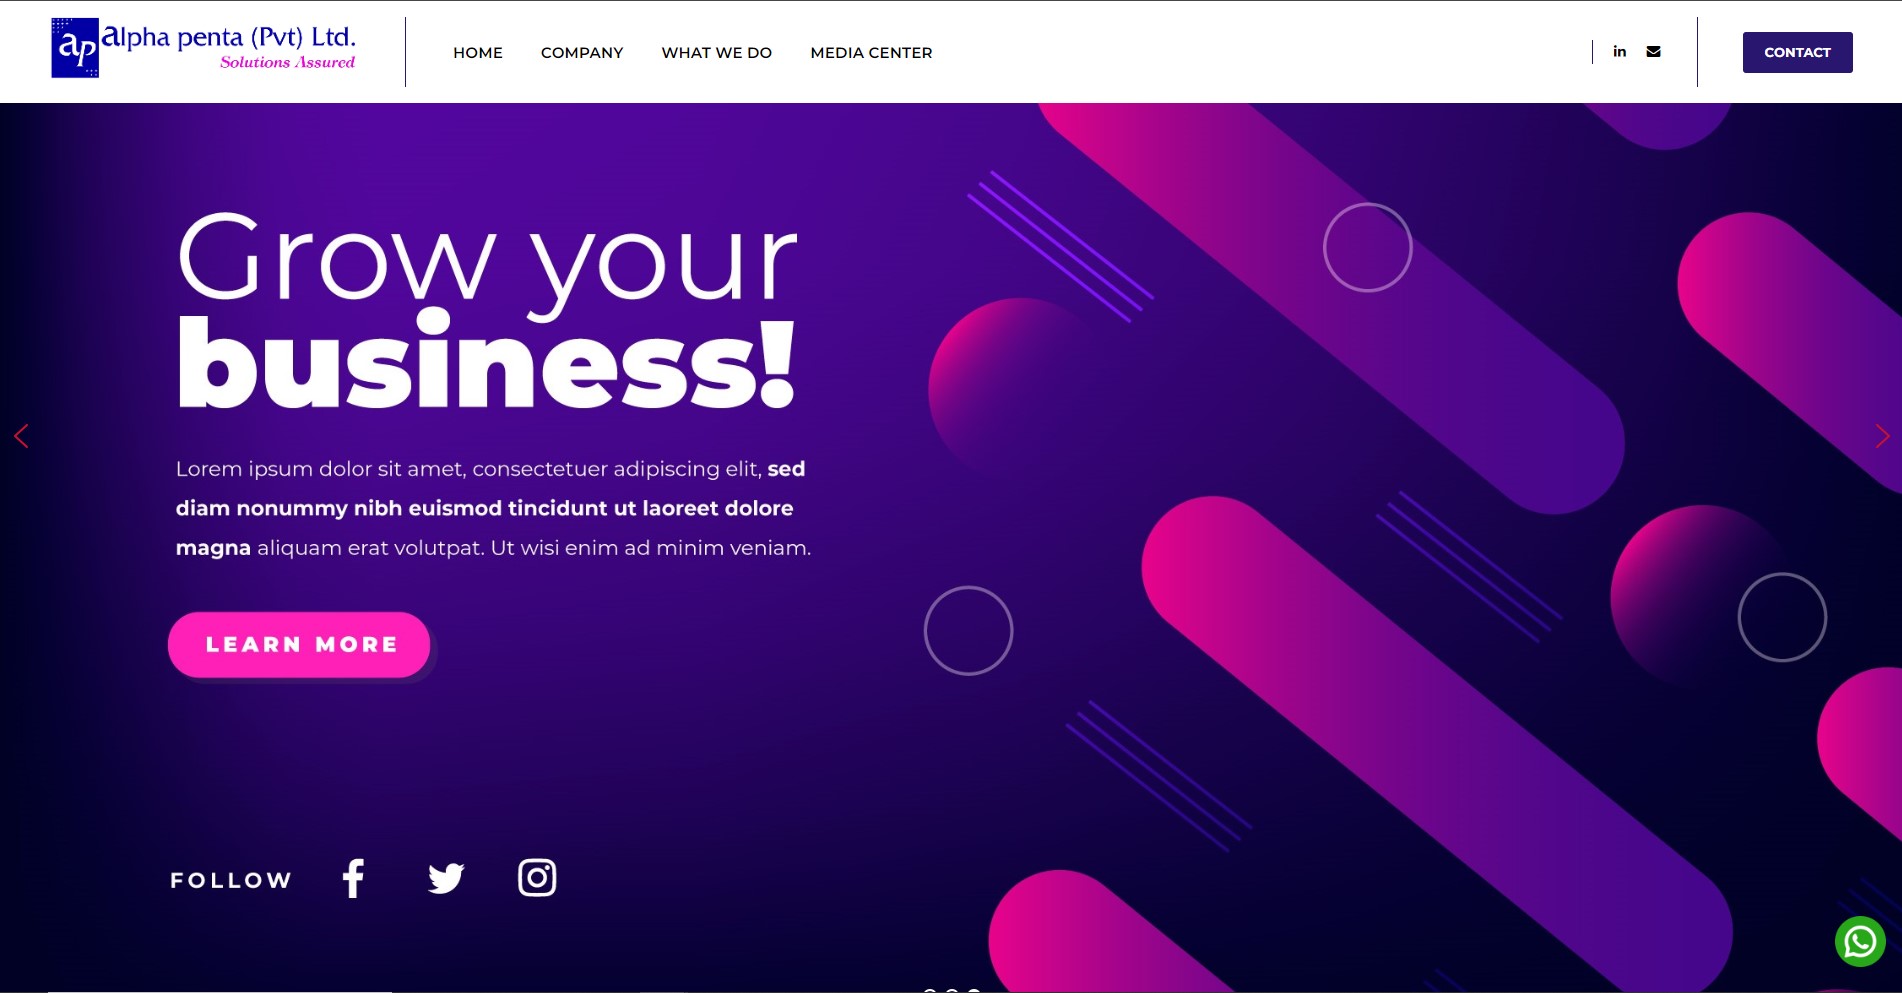 ap alpha penta (Pvt) Ltd.
Solutions Assured
HOME COMPANY WHAT WE DO MEDIA CENTER
in
CONTACT
Grow your
business!
Lorem ipsum dolor sit amet, consectetuer adipiscing elit, sed
diam nonummy nibh euismod tincidunt ut laoreet dolore
magna aliquam erat volutpat. Ut wisi enim ad minim veniam.
LEARN MORE
FOLLOW